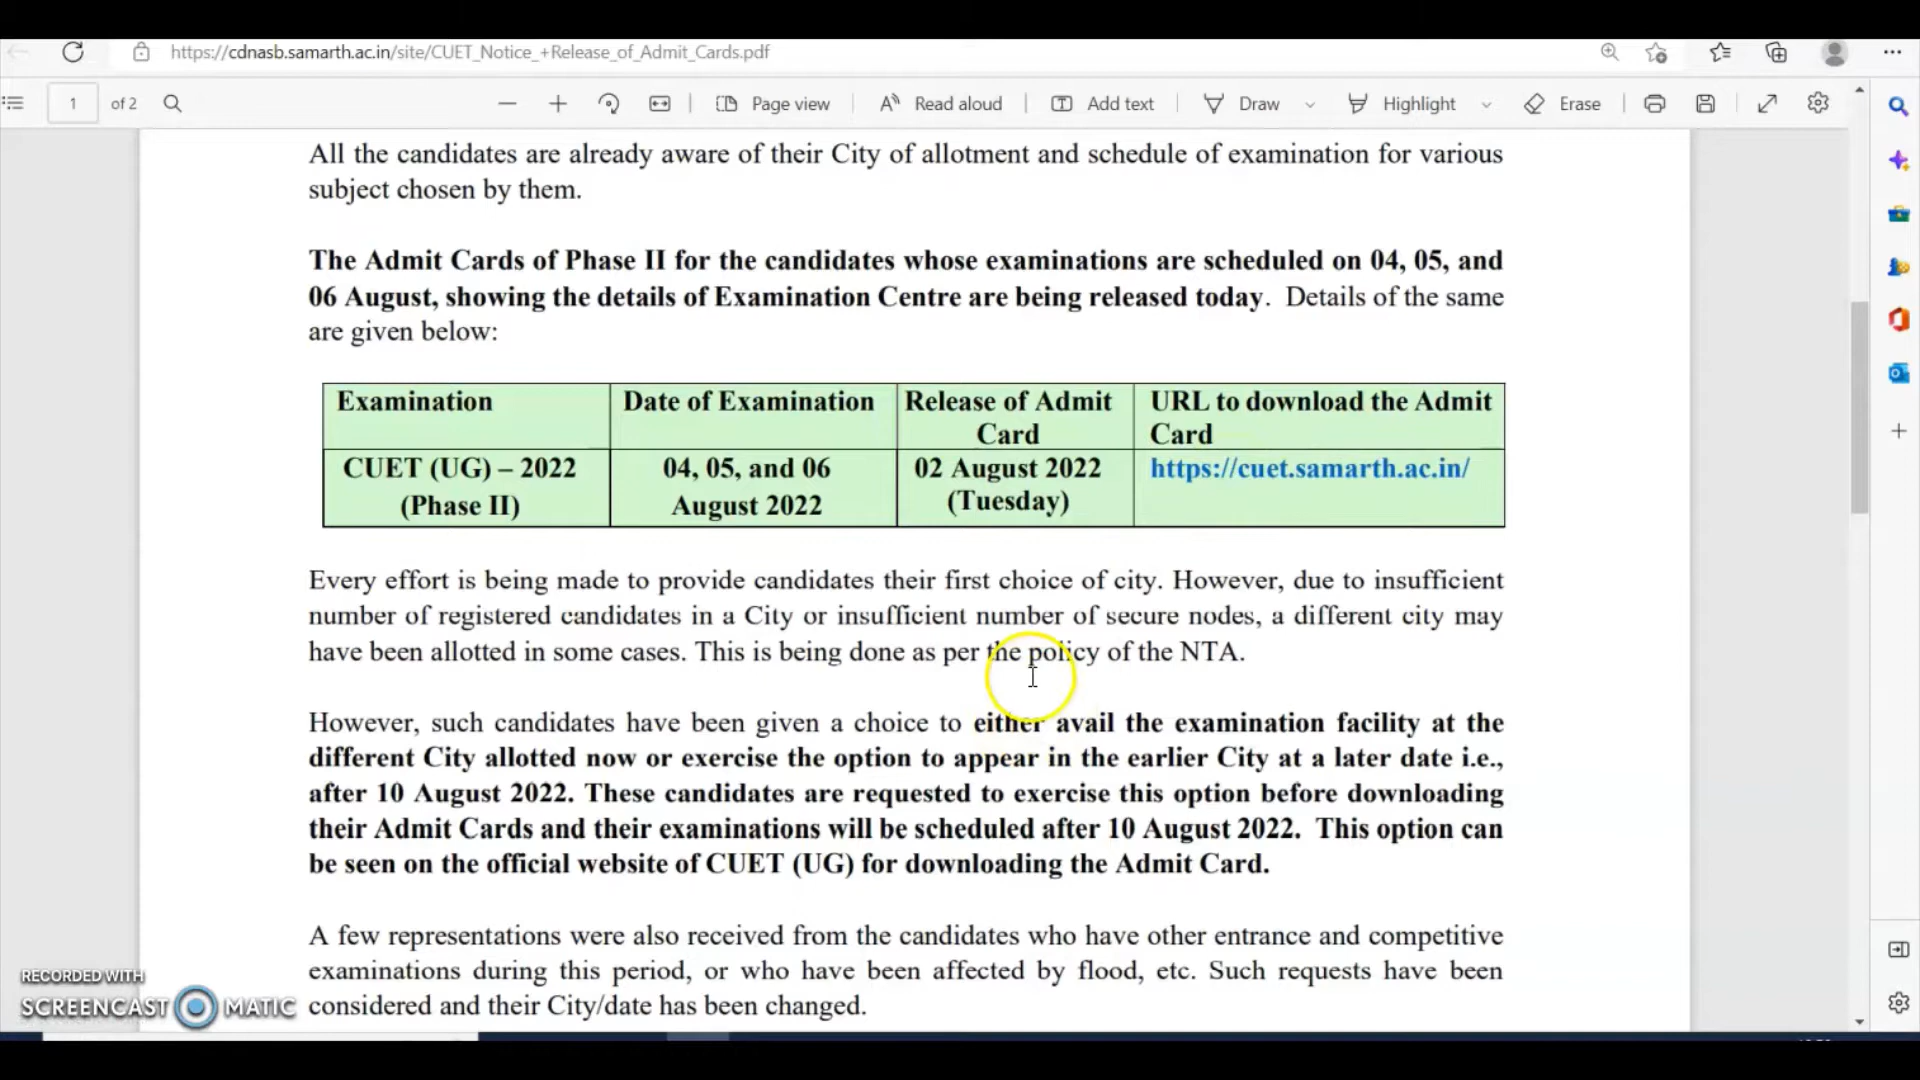 https://cdnasb.samarth.ac.in/site/CUET_Notice_+Release_of_Admit_Cards.pdf
1 of 2
Page view
Read aloud
Add text
Draw
Highlight
Erase
All the candidates are already aware of their City of allotment and schedule of examination for various
subject chosen by them.
The Admit Cards of Phase II for the candidates whose examinations are scheduled on 04, 05, and
06 August, showing the details of Examination Centre are being released today. Details of the same
are given below:
Examination
Date of Examination
Release of Admit
Card
URL to download the Admit
Card
CUET (UG) – 2022
(Phase II)
04, 05, and 06
August 2022
02 August 2022
(Tuesday)
https://cuet.samarth.ac.in/
Every effort is being made to provide candidates their first choice of city. However, due to insufficient
number of registered candidates in a City or insufficient number of secure nodes, a different city may
have been allotted in some cases. This is being done as per the policy of the NTA.
However, such candidates have been given a choice to either avail the examination facility at the
different City allotted now or exercise the option to appear in the earlier City at a later date i.e.,
after 10 August 2022. These candidates are requested to exercise this option before downloading
their Admit Cards and their examinations will be scheduled after 10 August 2022. This option can
be seen on the official website of CUET (UG) for downloading the Admit Card.
A few representations were also received from the candidates who have other entrance and competitive
examinations during this period, or who have been affected by flood, etc. Such requests have been
considered and their City/date has been changed.
RECORDED WITH
SCREENCAST MATIC